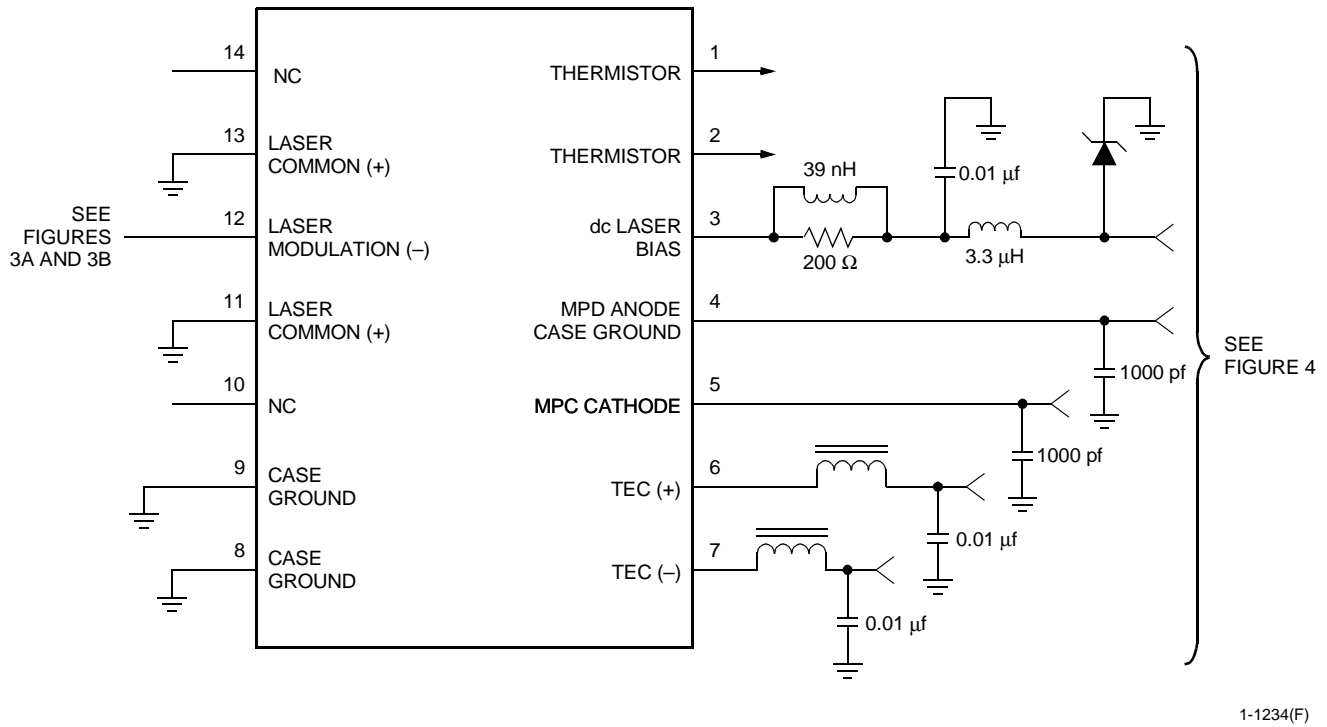 14
NC
13
LASER
COMMON (+)
SEE
FIGURES
3A AND 3B
12
LASER
MODULATION (–)
11
LASER
COMMON (+)
10
NC
9
CASE
GROUND
8
CASE
GROUND
1
THERMISTOR
2
THERMISTOR
3
dc LASER
BIAS
39 nH
200 Ω
0.01 μf
3.3 μH
4
MPD ANODE
CASE GROUND
1000 pf
5
MPC CATHODE
1000 pf
6
TEC (+)
0.01 μf
7
TEC (–)
0.01 μf
SEE
FIGURE 4
1-1234(F)